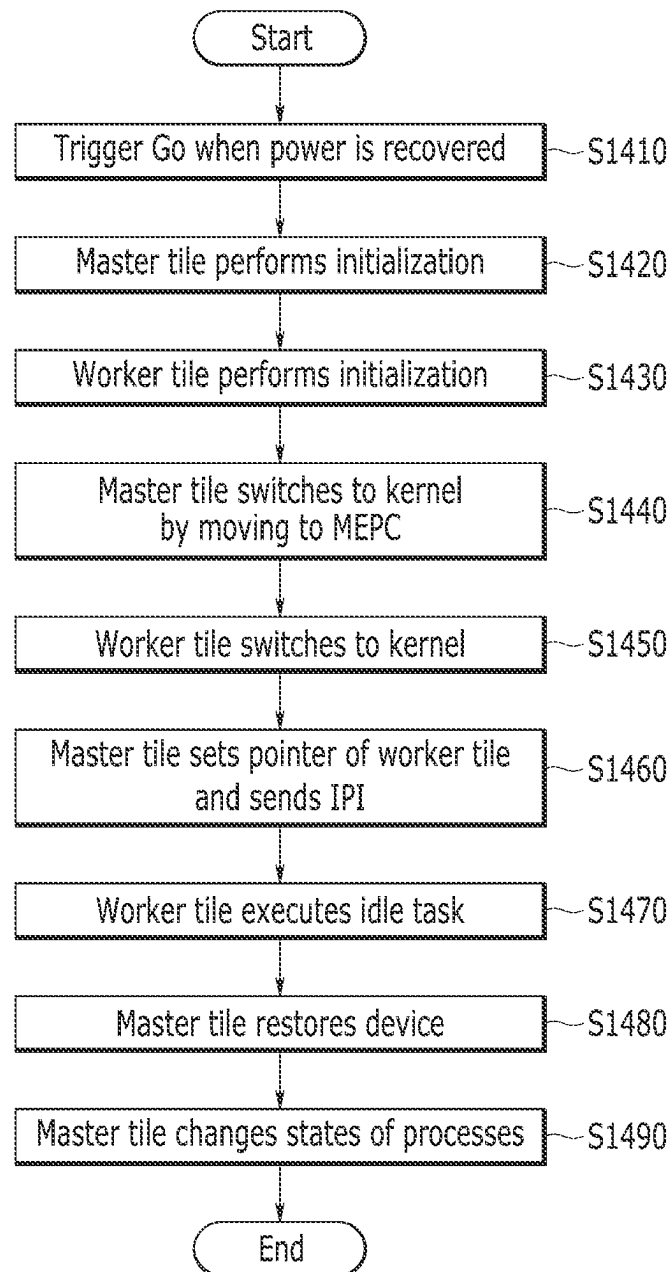 Start
Trigger Go when power is recovered
S1410
Master tile performs initialization
S1420
Worker tile performs initialization
S1430
Master tile switches to kernel
by moving to MEPC
S1440
Worker tile switches to kernel
S1450
Master tile sets pointer of worker tile
and sends IPI
S1460
Worker tile executes idle task
S1470
Master tile restores device
S1480
Master tile changes states of processes
S1490
End